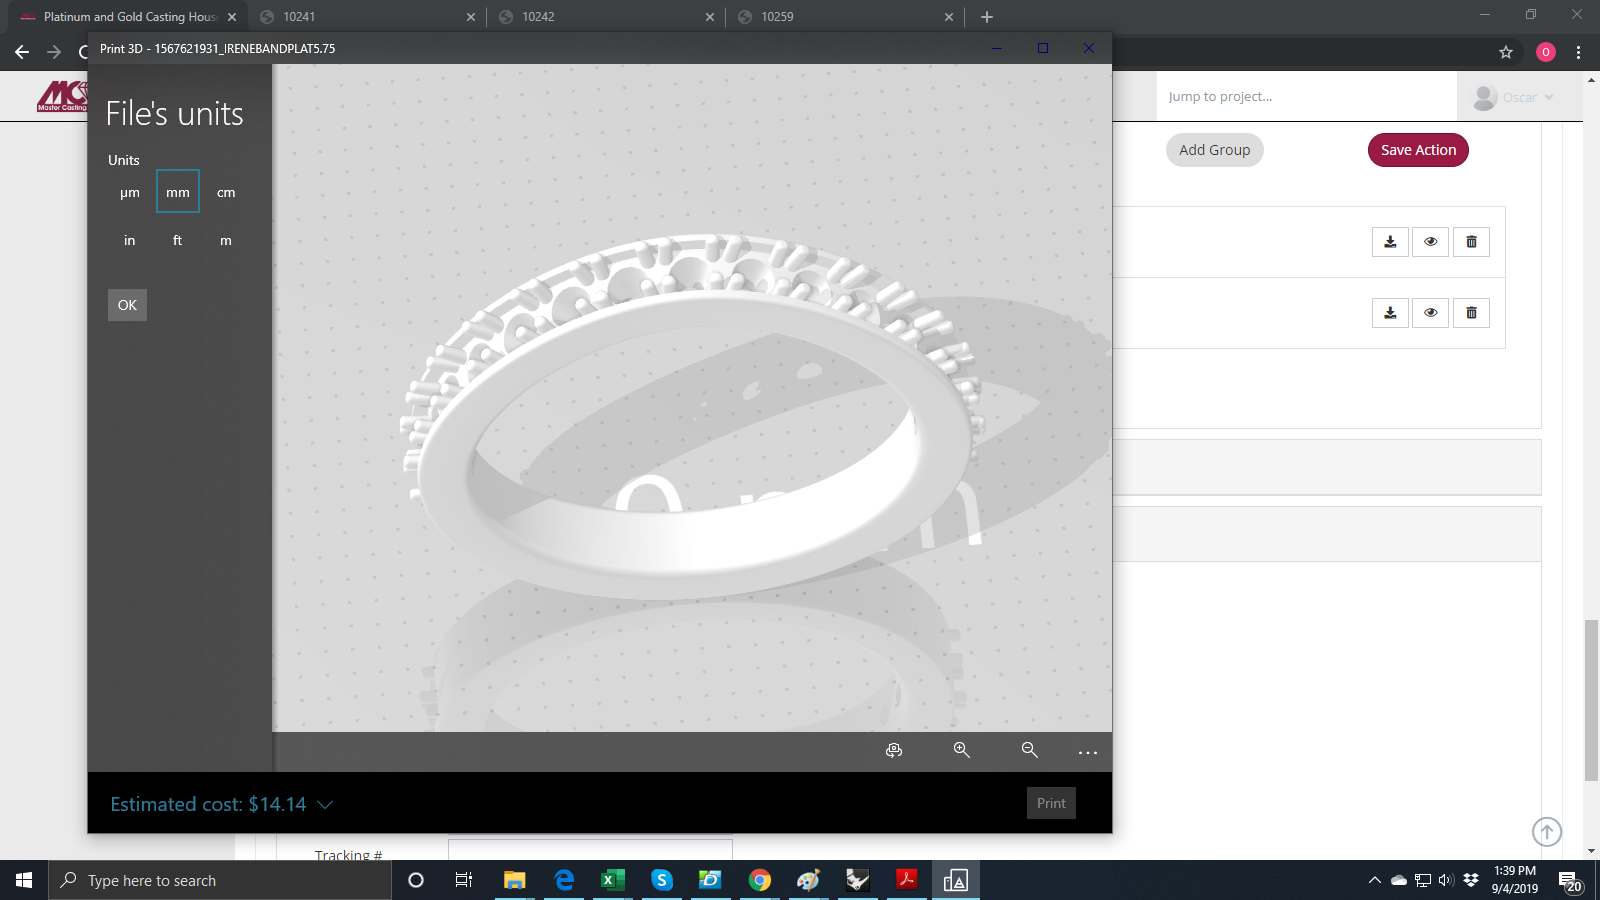 Platinum and Gold Casting Hous
10241
10242
10259
Print 3D - 1567621931_IRENEBANDPLAT5.75
O
MC
Master Casting
Jump to project...
Oscar
File's units
Units
µm
mm
cm
in
ft
m
OK
Add Group
Save Action
Estimated cost: $14.14
Print
Tracking #
Type here to search
1:39 PM
9/4/2019
20